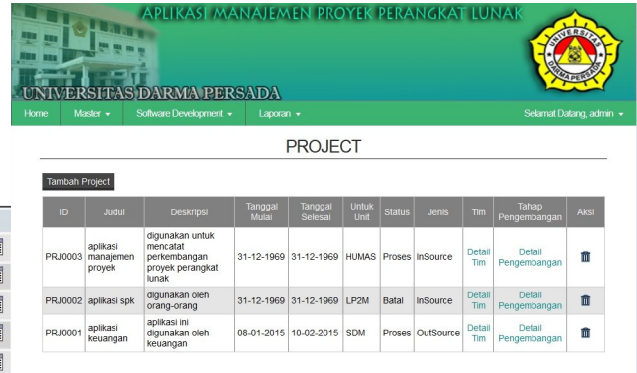 APLIKASI MANAJEMEN PROYEK PERANGKAT LUNAK
UNIVERSITAS DARMA PERSADA
Home Master Software Development Laporan Selamat Datang, admin
PROJECT
Tambah Project
ID Judul Deskripsi Tanggal Mulai Tanggal Selesai Untuk Unit Status Jenis Tim Tahap Pengembangan Aksi
PRJ0003 aplikasi manajemen proyek digunakan untuk mencatat perkembangan proyek perangkat lunak 31-12-1969 31-12-1969 HUMAS Proses InSource Detail Tim Detail Pengembangan
PRJ0002 aplikasi spk digunakan oleh orang-orang 31-12-1969 31-12-1969 LP2M Batal InSource Detail Tim Detail Pengembangan
PRJ0001 aplikasi keuangan aplikasi ini digunakan oleh keuangan 08-01-2015 10-02-2015 SDM Proses OutSource Detail Tim Detail Pengembangan